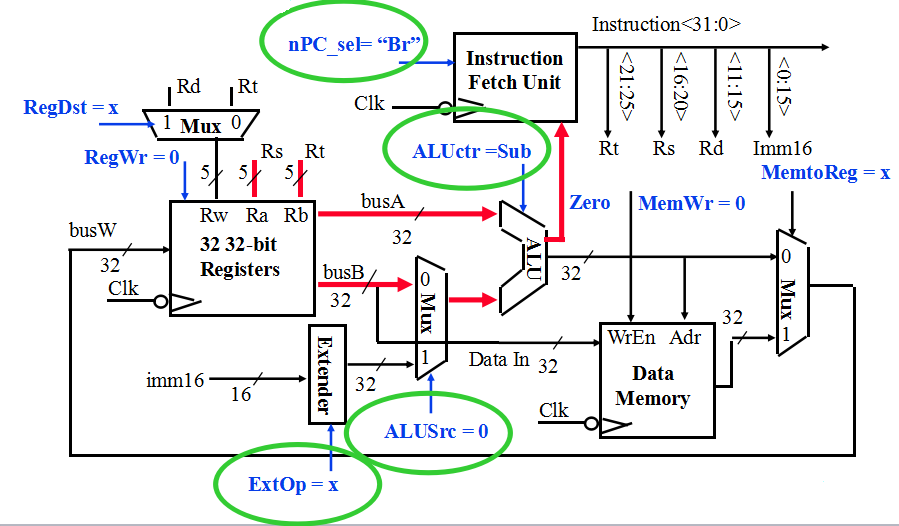 Instruction<31:0>
nPC_sel= “Br”
Instruction
Fetch Unit
Clk
<21:25>
<16:20>
<11:15>
<0:15>
Rt
Rs
Rd
Imm16
Rd
Rt
RegDst = x
1 Mux 0
RegWr = 0
5
5
Rs
5
Rt
ALUctr =Sub
Zero
MemWr = 0
MemtoReg = x
Rw Ra Rb
32 32-bit
Registers
busW
32
Clk
busA
32
busB
32
0
Mux
1
ALU
32
0
Mux
1
imm16
16
Extender
32
Data In
32
WrEn Adr
Data
Memory
32
Clk
ALUSrc = 0
ExtOp = x